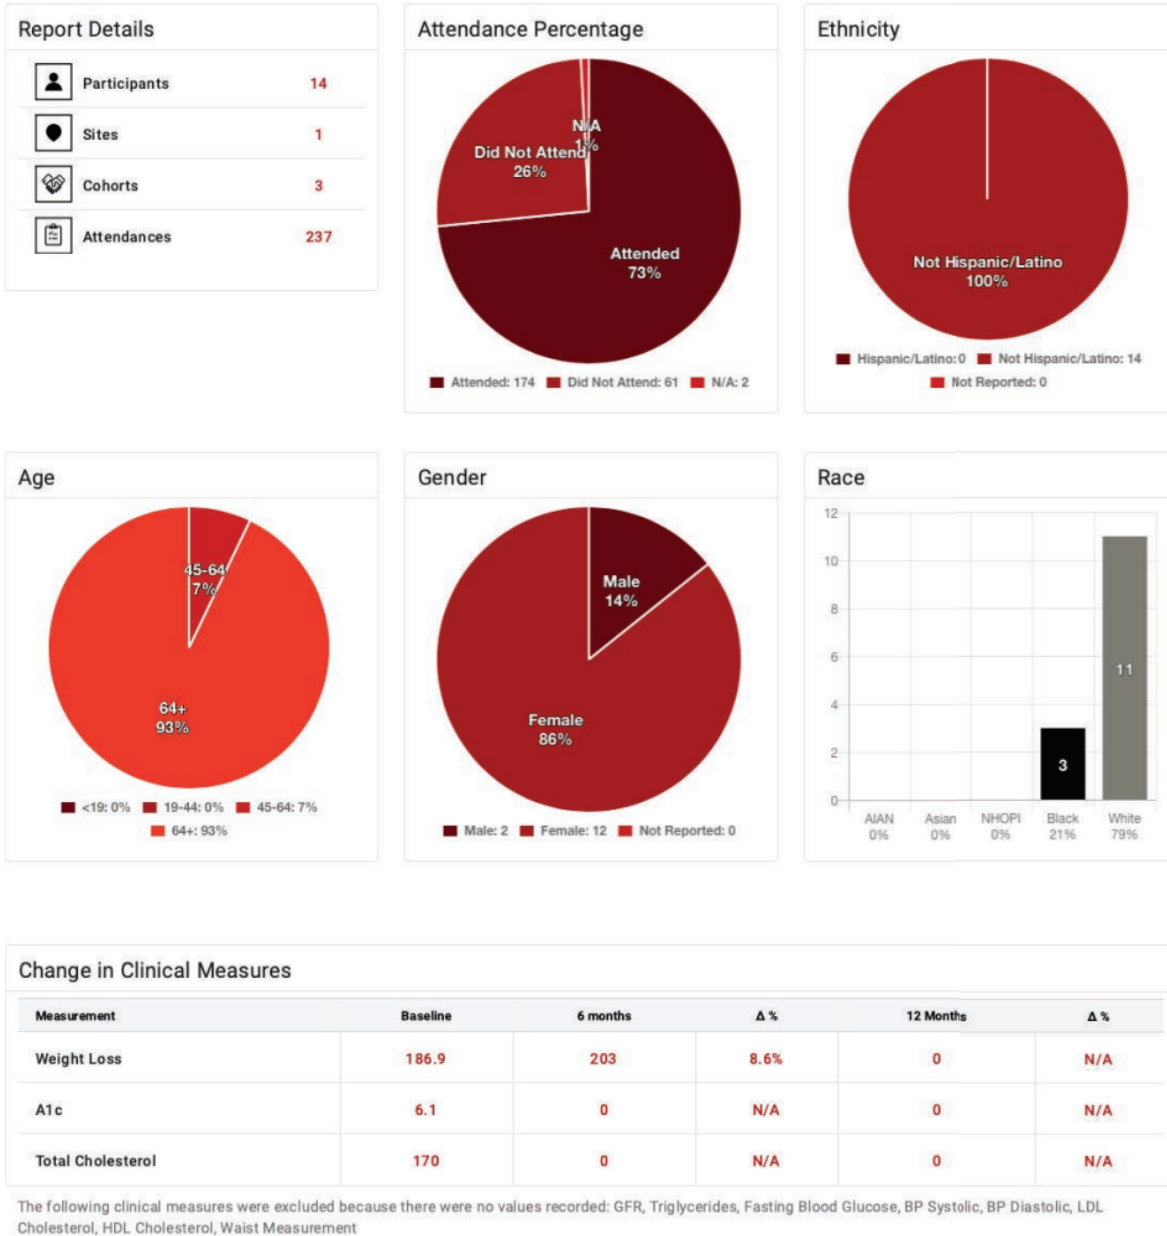 Report Details
Participants 14
Sites 1
Cohorts 3
Attendances 237
Attendance Percentage
N/A
1%
Did Not Attend
26%
Attended
73%
Attended: 174 Did Not Attend: 61 N/A: 2
Ethnicity
Not Hispanic/Latino
100%
Hispanic/Latino: 0 Not Hispanic/Latino: 14
Not Reported: 0
Age
45-64
7%
64+
93%
<19: 0% 19-44: 0% 45-64: 7%
64+: 93%
Gender
Male
14%
Female
86%
Male: 2 Female: 12 Not Reported: 0
Race
12
10
8
6
4
2
0
11
3
AIAN Asian NHOPI Black White
0% 0% 0% 21% 79%
Change in Clinical Measures
Measurement Baseline 6 months Δ % 12 Months Δ %
Weight Loss 186.9 203 8.6% 0 N/A
A1c 6.1 0 N/A 0 N/A
Total Cholesterol 170 0 N/A 0 N/A
The following clinical measures were excluded because there were no values recorded: GFR, Triglycerides, Fasting Blood Glucose, BP Systolic, BP Diastolic, LDL
Cholesterol, HDL Cholesterol, Waist Measurement